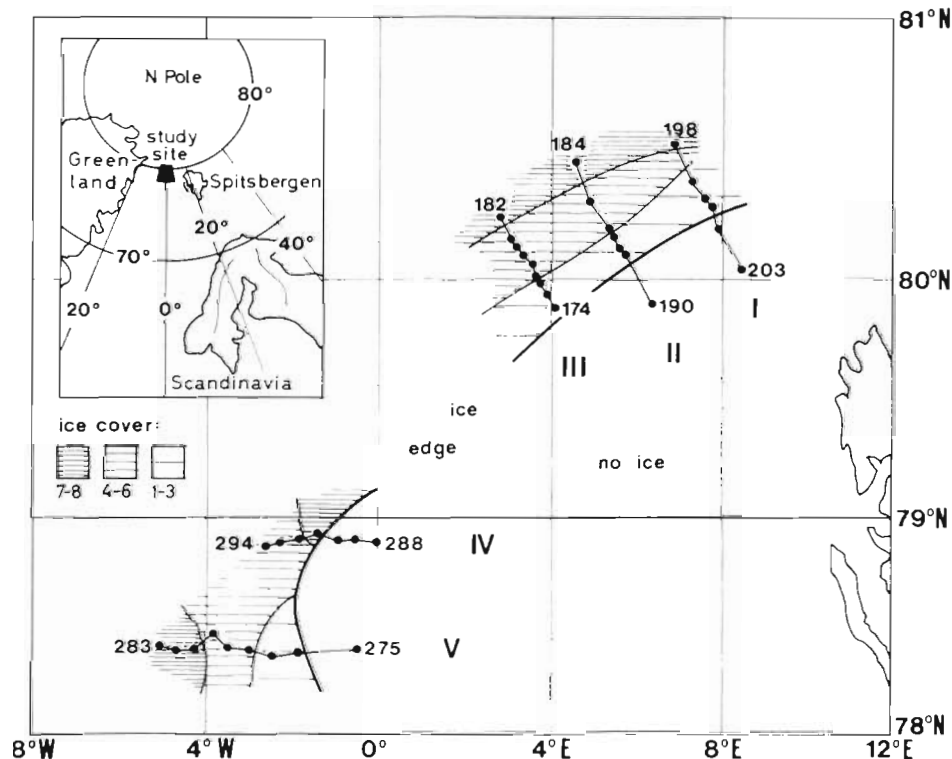 81°N
N Pole
80°
study
site
Green-
land
Spitsbergen
20°
40°
70°
20°
0°
Scandinavia
ice cover:
7-8
4-6
1-3
184
198
182
80°N
203
174
190
I
II
III
ice
edge
no ice
79°N
294
288
IV
283
275
V
78°N
8°W
4°W
0°
4°E
8°E
12°E